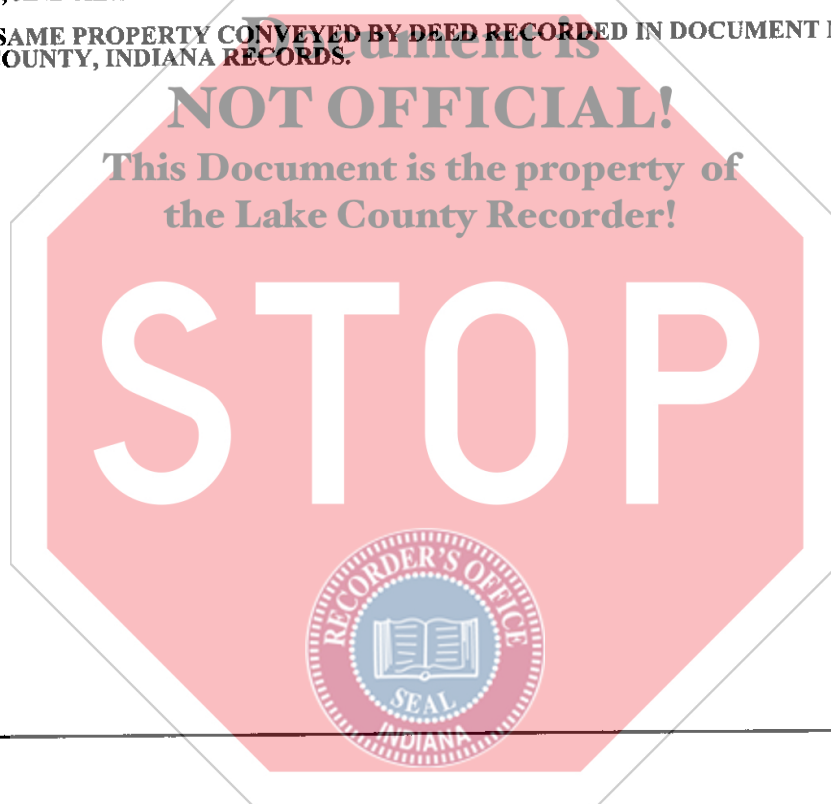 SAME PROPERTY CONVEYED BY DEED RECORDED IN DOCUMENT
COUNTY, INDIANA RECORDS.
Document is
NOT OFFICIAL!
This Document is the property of
the Lake County Recorder!
STOP
RECORDER'S OFFICE
SEAL
INDIANA